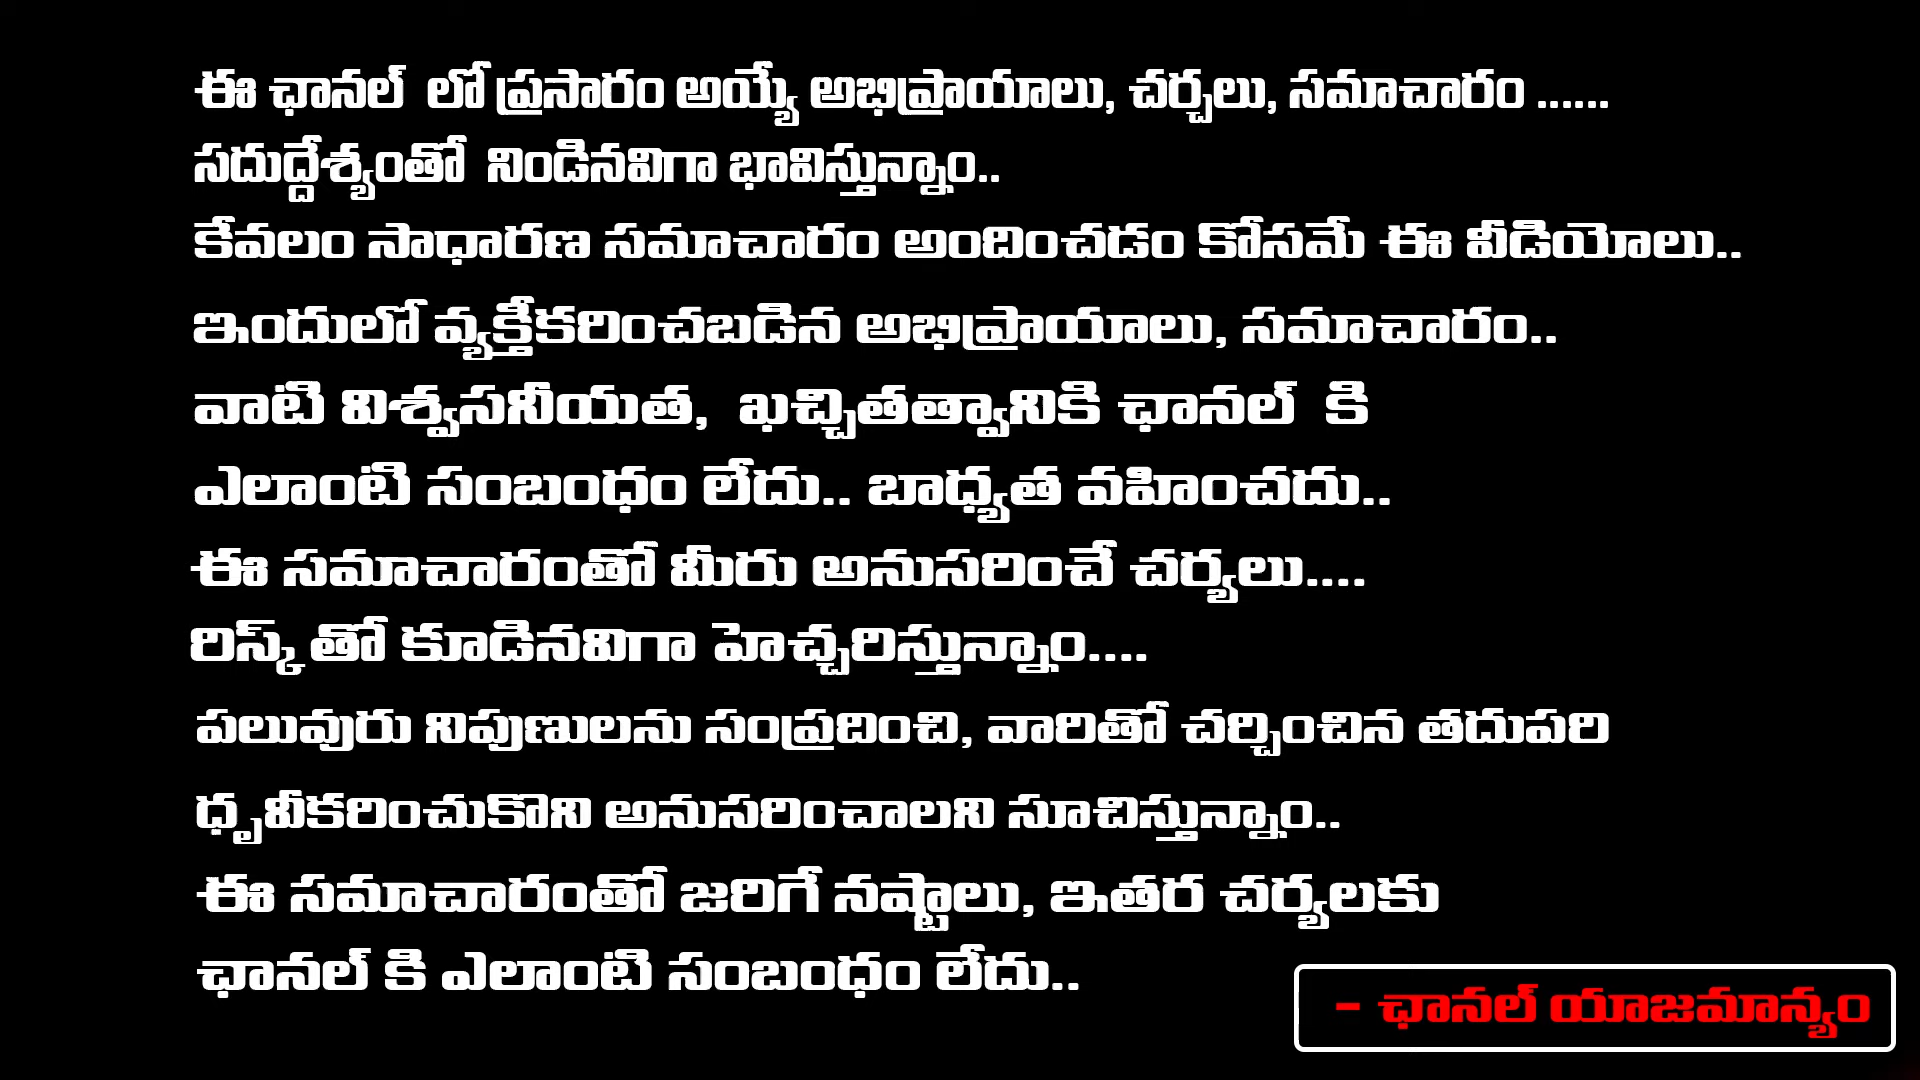 ఈ ఛానల్ లో ప్రసారం అయ్యే అభిప్రాయాలు, చర్చలు, సమాచారం ......
సదుద్దేశ్యంతో నిండినవిగా భావిస్తున్నాం..
కేవలం సాధారణ సమాచారం అందించడం కోసమే ఈ వీడియోలు..
ఇందులో వ్యక్తీకరించబడిన అభిప్రాయాలు, సమాచారం..
వాటి విశ్వసనీయత, ఖచ్చితత్వానికి ఛానల్ కి
ఎలాంటి సంబంధం లేదు.. బాధ్యత వహించదు..
ఈ సమాచారంతో మీరు అనుసరించే చర్యలు....
రిస్క్ తో కూడినవిగా హెచ్చరిస్తున్నాం....
పలువురు నిపుణులను సంప్రదించి, వారితో చర్చించిన తదుపరి
ధృవీకరించుకొని అనుసరించాలని సూచిస్తున్నాం..
ఈ సమాచారంతో జరిగే నష్టాలు, ఇతర చర్యలకు
ఛానల్ కి ఎలాంటి సంబంధం లేదు..
- ఛానల్ యాజమాన్యం